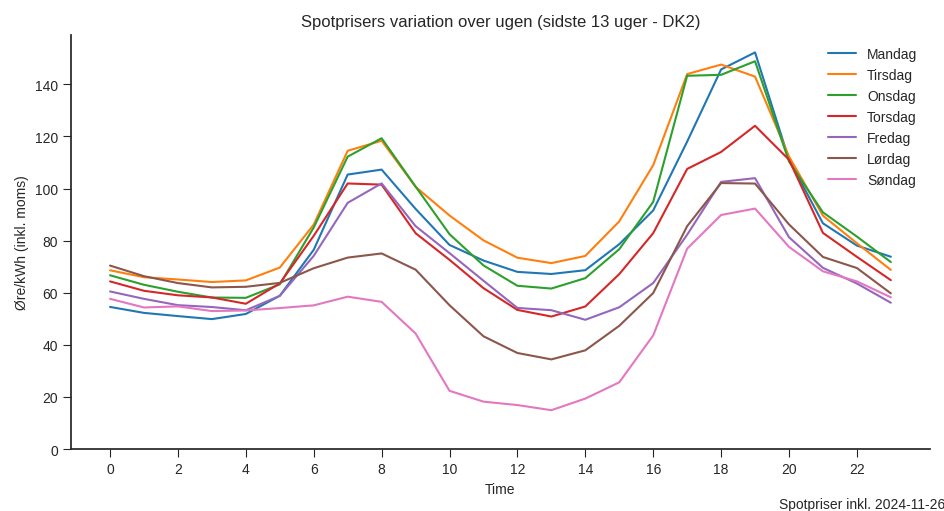 Spotprisers variation over ugen (sidste 13 uger - DK2)
Øre/kWh (inkl. moms)
140
120
100
80
60
40
20
0
0 2 4 6 8 10 12 14 16 18 20 22
Time
Mandag
Tirsdag
Onsdag
Torsdag
Fredag
Lørdag
Søndag
Spotpriser inkl. 2024-11-26